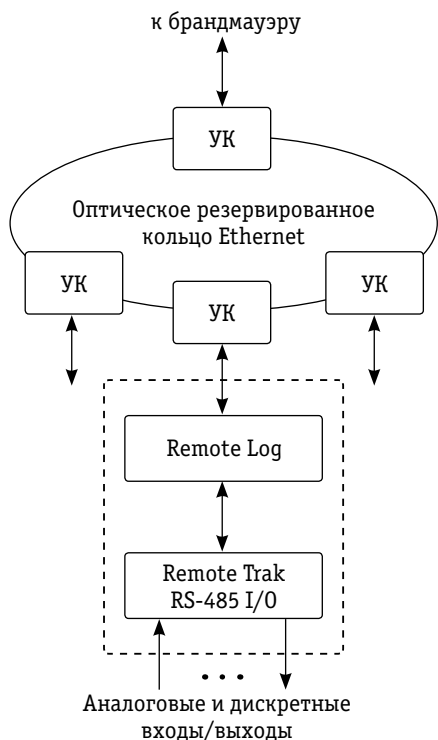 к брандмауэру
УК
Оптическое резервированное
кольцо Ethernet
УК
УК
УК
Remote Log
Remote Trak
RS-485 I/O
• • •
Аналоговые и дискретные
входы/выходы